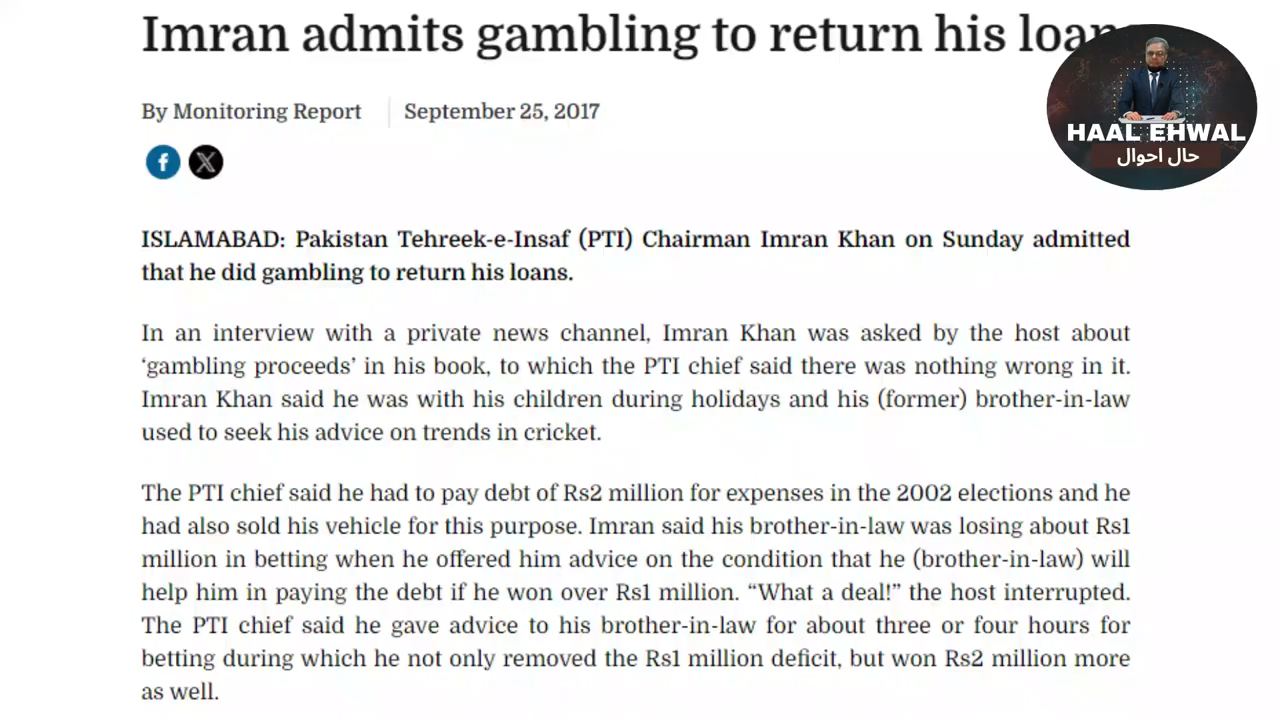 Imran admits gambling to return his loans
By Monitoring Report
September 25, 2017
HAAL EHWAL
حال احوال
ISLAMABAD: Pakistan Tehreek-e-Insaf (PTI) Chairman Imran Khan on Sunday admitted
that he did gambling to return his loans.
In an interview with a private news channel, Imran Khan was asked by the host about
‘gambling proceeds’ in his book, to which the PTI chief said there was nothing wrong in it.
Imran Khan said he was with his children during holidays and his (former) brother-in-law
used to seek his advice on trends in cricket.
The PTI chief said he had to pay debt of Rs2 million for expenses in the 2002 elections and he
had also sold his vehicle for this purpose. Imran said his brother-in-law was losing about Rs1
million in betting when he offered him advice on the condition that he (brother-in-law) will
help him in paying the debt if he won over Rs1 million. “What a deal!” the host interrupted.
The PTI chief said he gave advice to his brother-in-law for about three or four hours for
betting during which he not only removed the Rs1 million deficit, but won Rs2 million more
as well.